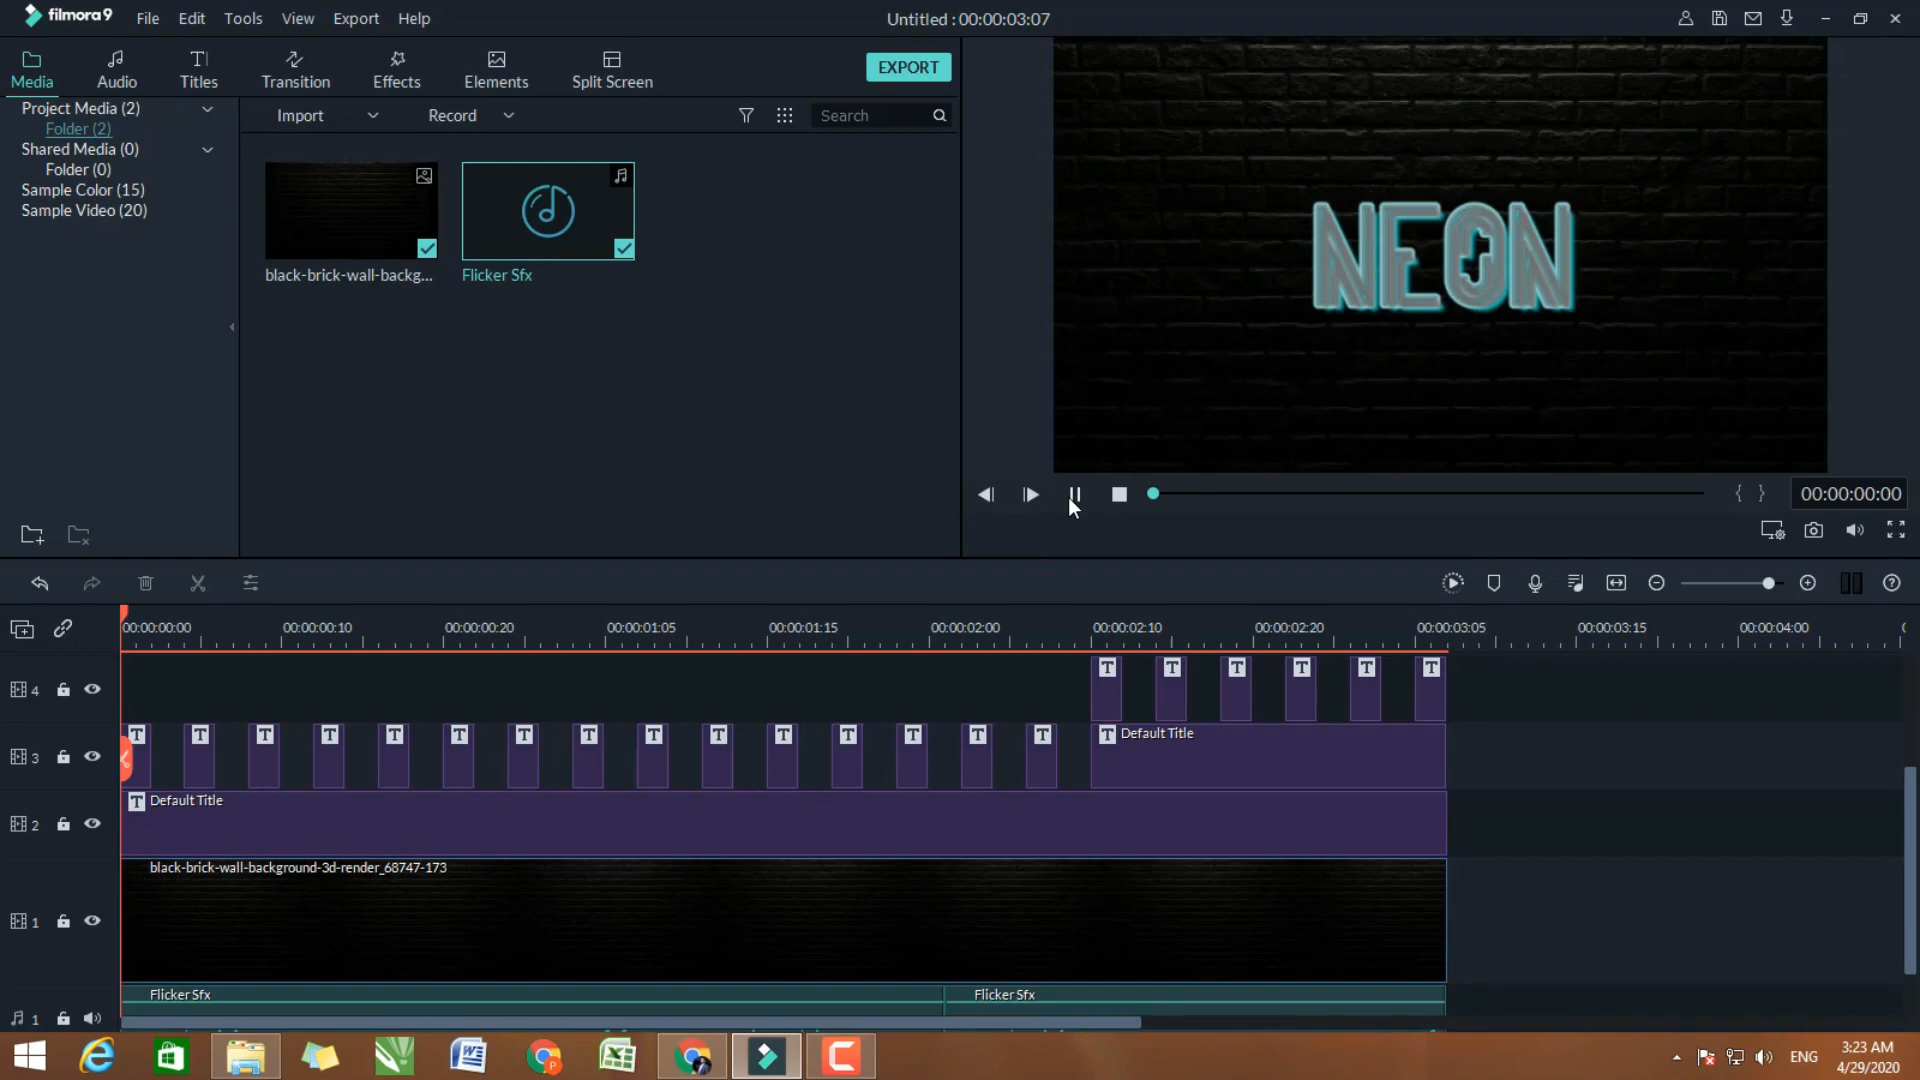 filmora9 File Edit Tools View Export Help Untitled : 00:00:03:07
Media Audio Titles Transition Effects Elements Split Screen EXPORT
Project Media (2)
Folder (2)
Shared Media (0)
Folder (0)
Sample Color (15)
Sample Video (20)
Import Record Search
black-brick-wall-backg... Flicker Sfx
NEON
00:00:00:00
00:00:00:00 00:00:00:10 00:00:00:20 00:00:01:05 00:00:01:15 00:00:02:00 00:00:02:10 00:00:02:20 00:00:03:05 00:00:03:15 00:00:04:00
4 T T T T T T
3 T T T T T T T T T T T T T T T T Default Title
2 T Default Title
black-brick-wall-background-3d-render_68747-173
1
Flicker Sfx Flicker Sfx
1
ENG 3:23 AM
4/29/2020